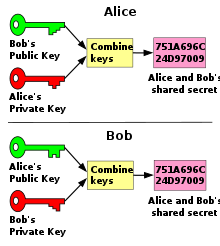 Alice
Bob's
Public Key
Combine
keys
751A696C
24D97009
Alice's
Private Key
Alice and Bob's
shared secret
Bob
Alice's
Public Key
Combine
keys
751A696C
24D97009
Bob's
Private Key
Alice and Bob's
shared secret